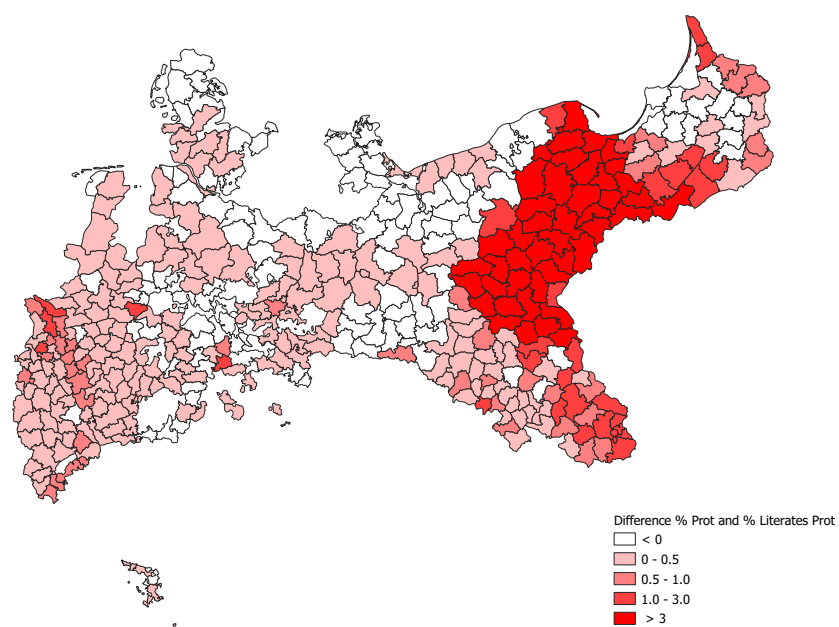 Difference % Prot and % Literates Prot
< 0
0 - 0.5
0.5 - 1.0
1.0 - 3.0
> 3